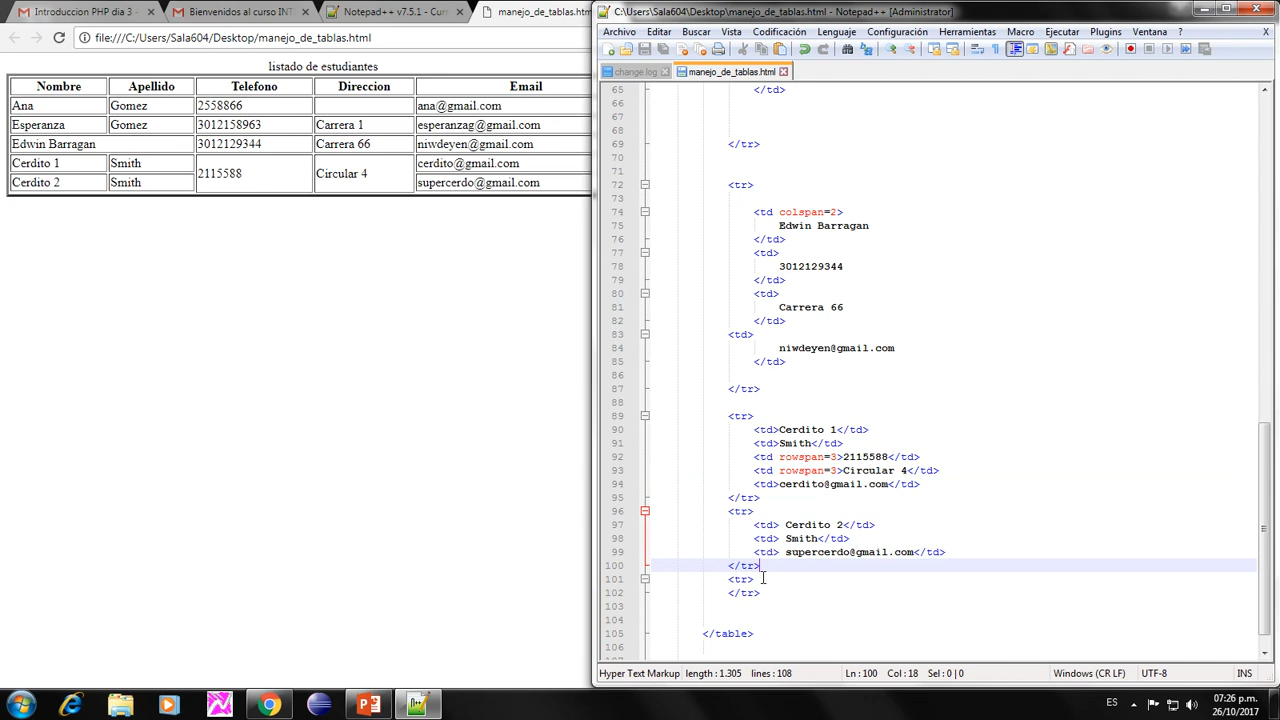 Introduccion PHP dia 3 -
Bienvenidos al curso INT
Notepad++ v7.5.1 - Curr
manejo_de_tablas.html
file:///C:/Users/Sala604/Desktop/manejo_de_tablas.html
listado de estudiantes
Nombre Apellido Telefono Direccion Email
Ana Gomez 2558866 ana@gmail.com
Esperanza Gomez 3012158963 Carrera 1 esperanzag@gmail.com
Edwin Barragan 3012129344 Carrera 66 niwdeyen@gmail.com
Cerdito 1 Smith 2115588 Circular 4 cerdito@gmail.com
Cerdito 2 Smith supercerdo@gmail.com
C:\Users\Sala604\Desktop\manejo_de_tablas.html - Notepad++ [Administrator]
Archivo Editar Buscar Vista Codificación Lenguaje Configuración Herramientas Macro Ejecutar Plugins Ventana ? X
change.log manejo_de_tablas.html
65 </td>
66
67
68
69 </tr>
70
71
72 <tr>
73
74 <td colspan=2>
75 Edwin Barragan
76 </td>
77 <td>
78 3012129344
79 </td>
80 <td>
81 Carrera 66
82 </td>
83 <td>
84 niwdeyen@gmail.com
85 </td>
86
87 </tr>
88
89 <tr>
90 <td>Cerdito 1</td>
91 <td>Smith</td>
92 <td rowspan=3>2115588</td>
93 <td rowspan=3>Circular 4</td>
94 <td>cerdito@gmail.com</td>
95 </tr>
96 <tr>
97 <td> Cerdito 2</td>
98 <td> Smith</td>
99 <td> supercerdo@gmail.com</td>
100 </tr>
101 <tr>
102 </tr>
103
104
105 </table>
106
Hyper Text Markup length : 1.305 lines : 108 Ln : 100 Col : 18 Sel : 0 | 0 Windows (CR LF) UTF-8 INS
ES
07:26 p.m.
26/10/2017